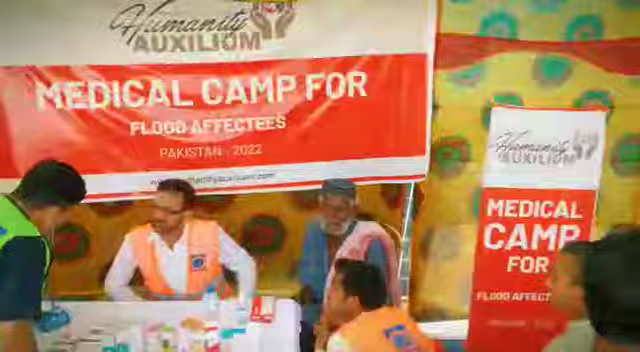 Humanity
AUXILIUM
MEDICAL CAMP FOR
FLOOD AFFECTEES
PAKISTAN - 2022
Humanity
AUXILIUM
MEDICAL
CAMP
FOR